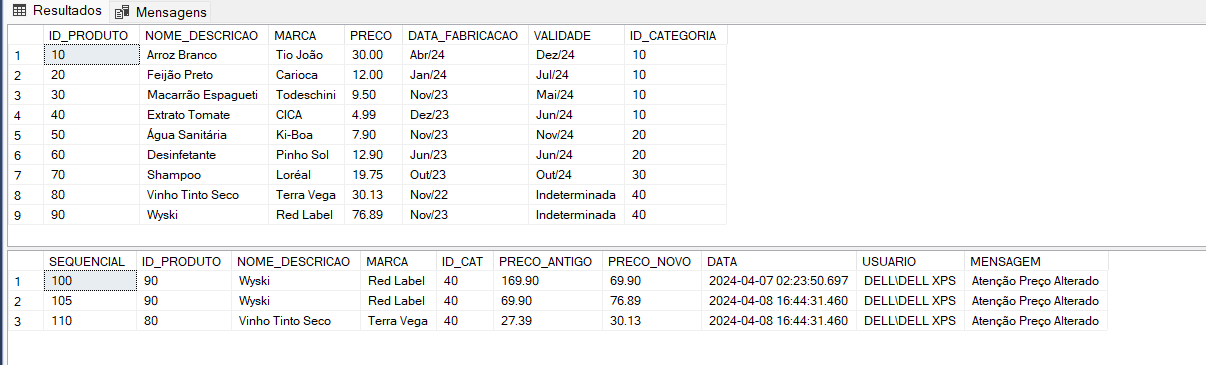 Resultados Mensagens
ID_PRODUTO NOME_DESCRICAO MARCA PRECO DATA_FABRICACAO VALIDADE ID_CATEGORIA
1 10 Arroz Branco Tio João 30.00 Abr/24 Dez/24 10
2 20 Feijão Preto Carioca 12.00 Jan/24 Jul/24 10
3 30 Macarrão Espagueti Todeschini 9.50 Nov/23 Mai/24 10
4 40 Extrato Tomate CICA 4.99 Dez/23 Jun/24 10
5 50 Água Sanitária Ki-Boa 7.90 Nov/23 Nov/24 20
6 60 Desinfetante Pinho Sol 12.90 Jun/23 Jun/24 20
7 70 Shampoo Loréal 19.75 Out/23 Out/24 30
8 80 Vinho Tinto Seco Terra Vega 30.13 Nov/22 Indeterminada 40
9 90 Wyski Red Label 76.89 Nov/23 Indeterminada 40
SEQUENCIAL ID_PRODUTO NOME_DESCRICAO MARCA ID_CAT PRECO_ANTIGO PRECO_NOVO DATA USUARIO MENSAGEM
1 100 90 Wyski Red Label 40 169.90 69.90 2024-04-07 02:23:50.697 DELL\DELL XPS Atenção Preço Alterado
2 105 90 Wyski Red Label 40 69.90 76.89 2024-04-08 16:44:31.460 DELL\DELL XPS Atenção Preço Alterado
3 110 80 Vinho Tinto Seco Terra Vega 40 27.39 30.13 2024-04-08 16:44:31.460 DELL\DELL XPS Atenção Preço Alterado